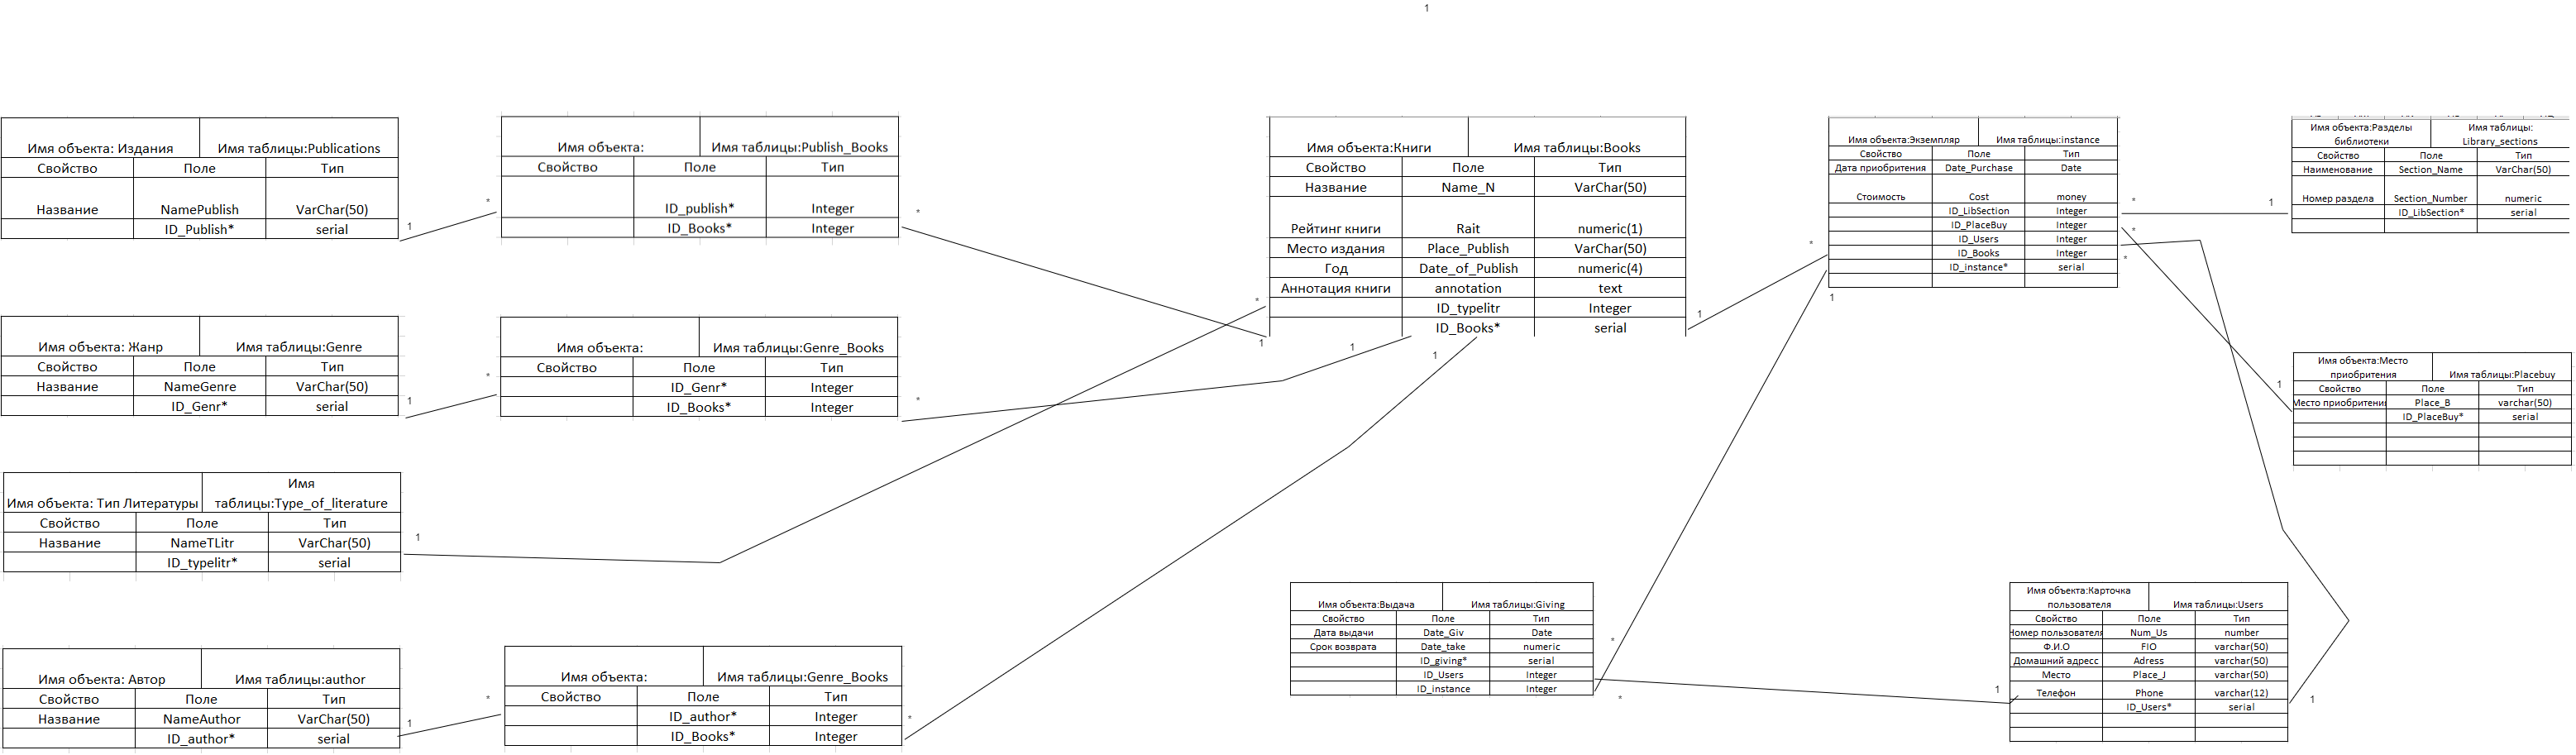 1
Имя объекта: Издания Имя таблицы:Publications
Свойство Поле Тип
Название NamePublish VarChar(50)
ID_Publish* serial
1
*
Имя объекта: Имя таблицы:Publish_Books
Свойство Поле Тип
ID_publish* Integer
ID_Books* Integer
*
Имя объекта: Жанр Имя таблицы:Genre
Свойство Поле Тип
Название NameGenre VarChar(50)
ID_Genr* serial
1
*
Имя объекта: Имя таблицы:Genre_Books
Свойство Поле Тип
ID_Genr* Integer
ID_Books* Integer
*
Имя
Имя объекта: Тип Литературы таблицы:Type_of_literature
Свойство Поле Тип
Название NameTLitr VarChar(50)
ID_typelitr* serial
1
Имя объекта: Автор Имя таблицы:author
Свойство Поле Тип
Название NameAuthor VarChar(50)
ID_author* serial
1
*
Имя объекта: Имя таблицы:Genre_Books
Свойство Поле Тип
ID_author* Integer
ID_Books* Integer
*
Имя объекта:Книги Имя таблицы:Books
Свойство Поле Тип
Название Name_N VarChar(50)
Рейтинг книги Rait numeric(1)
Место издания Place_Publish VarChar(50)
Год Date_of_Publish numeric(4)
Аннотация книги annotation text
ID_typelitr Integer
ID_Books* serial
*
1
1
1
1
*
Имя объекта:Экземпляр Имя таблицы:instance
Свойство Поле Тип
Дата приобритения Date_Purchase Date
Стоимость Cost money
ID_LibSection Integer
ID_PlaceBuy Integer
ID_Users Integer
ID_Books Integer
ID_instance* serial
1
*
*
*
1
Имя объекта:Разделы Имя таблицы:
библиотеки Library_sections
Свойство Поле Тип
Наименование Section_Name VarChar(50)
Номер раздела Section_Number numeric
ID_LibSection* serial
1
Имя объекта:Место
приобритения Имя таблицы:Placebuy
Свойство Поле Тип
Место приобритени Place_B varchar(50)
ID_PlaceBuy* serial
Имя объекта:Выдача Имя таблицы:Giving
Свойство Поле Тип
Дата выдачи Date_Giv Date
Срок возврата Date_take numeric
ID_giving* serial
ID_Users Integer
ID_instance Integer
*
*
1
Имя объекта:Карточка
пользователя Имя таблицы:Users
Свойство Поле Тип
Номер пользователя Num_Us number
Ф.И.О FIO varchar(50)
Домашний адресс Adress varchar(50)
Место Place_J varchar(50)
Телефон Phone varchar(12)
ID_Users* serial
1